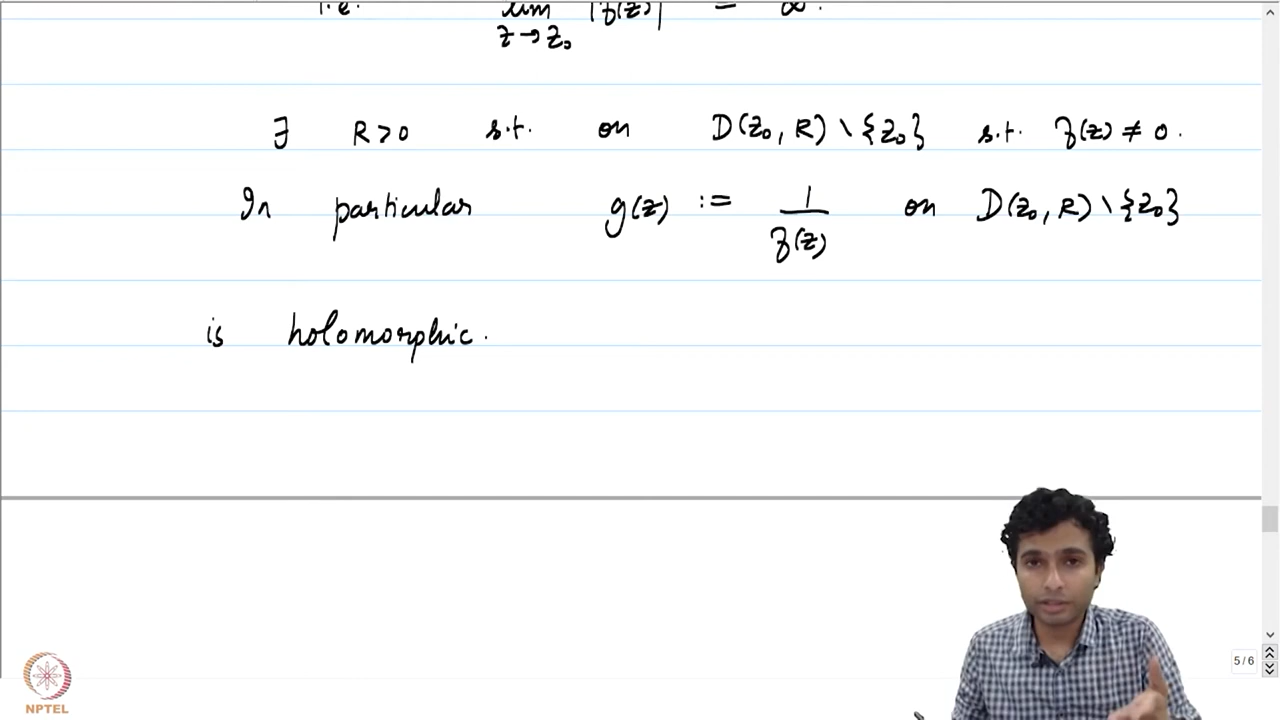 i.e. lim |f(z)| = ∞.
z→z₀
∃ R>0 s.t. on D(z₀, R) \ {z₀} s.t. f(z) ≠ 0.
In particular g(z) := 1/f(z) on D(z₀, R) \ {z₀}
is holomorphic.
5 / 6
NPTEL